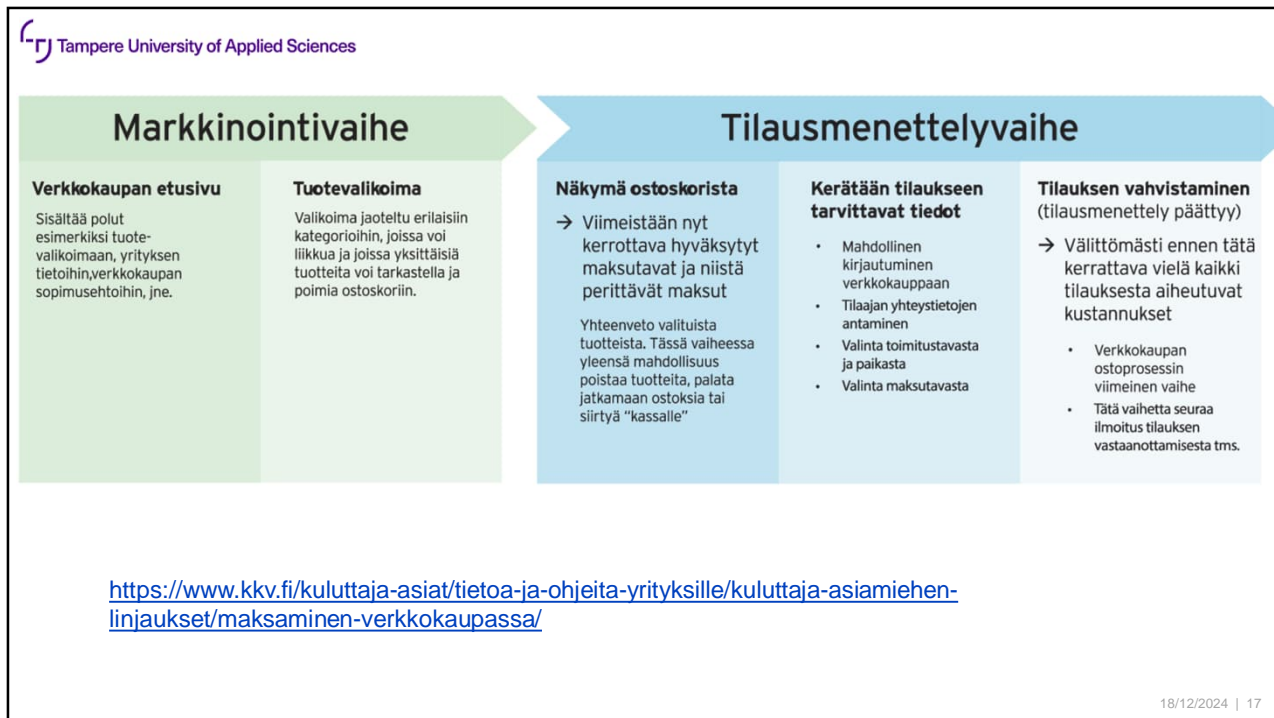 Tampere University of Applied Sciences
Markkinointivaihe
Verkkokaupan etusivu
Sisältää polut
esimerkiksi tuote-
valikoimaan, yrityksen
tietoihin,verkkokaupan
sopimusehtoihin, jne.
Tuotevalikoima
Valikoima jaoteltu erilaisiin
kategorioihin, joissa voi
liikkua ja joissa yksittäisiä
tuotteita voi tarkastella ja
poimia ostoskoriin.
Tilausmenettelyvaihe
Näkymä ostoskorista
→ Viimeistään nyt
kerrottava hyväksytyt
maksutavat ja niistä
perittävät maksut
Yhteenveto valituista
tuotteista. Tässä vaiheessa
yleensä mahdollisuus
poistaa tuotteita, palata
jatkamaan ostoksia tai
siirtyä "kassalle"
Kerätään tilaukseen
tarvittavat tiedot
• Mahdollinen
kirjautuminen
verkkokauppaan
• Tilaajan yhteystietojen
antaminen
• Valinta toimitustavasta
ja paikasta
• Valinta maksutavasta
Tilauksen vahvistaminen
(tilausmenettely päättyy)
→ Välittömästi ennen tätä
kerrattava vielä kaikki
tilauksesta aiheutuvat
kustannukset
• Verkkokaupan
ostoprosessin
viimeinen vaihe
• Tätä vaihetta seuraa
ilmoitus tilauksen
vastaanottamisesta tms.
https://www.kkv.fi/kuluttaja-asiat/tietoa-ja-ohjeita-yrityksille/kuluttaja-asiamiehen-
linjaukset/maksaminen-verkkokaupassa/
18/12/2024 | 17